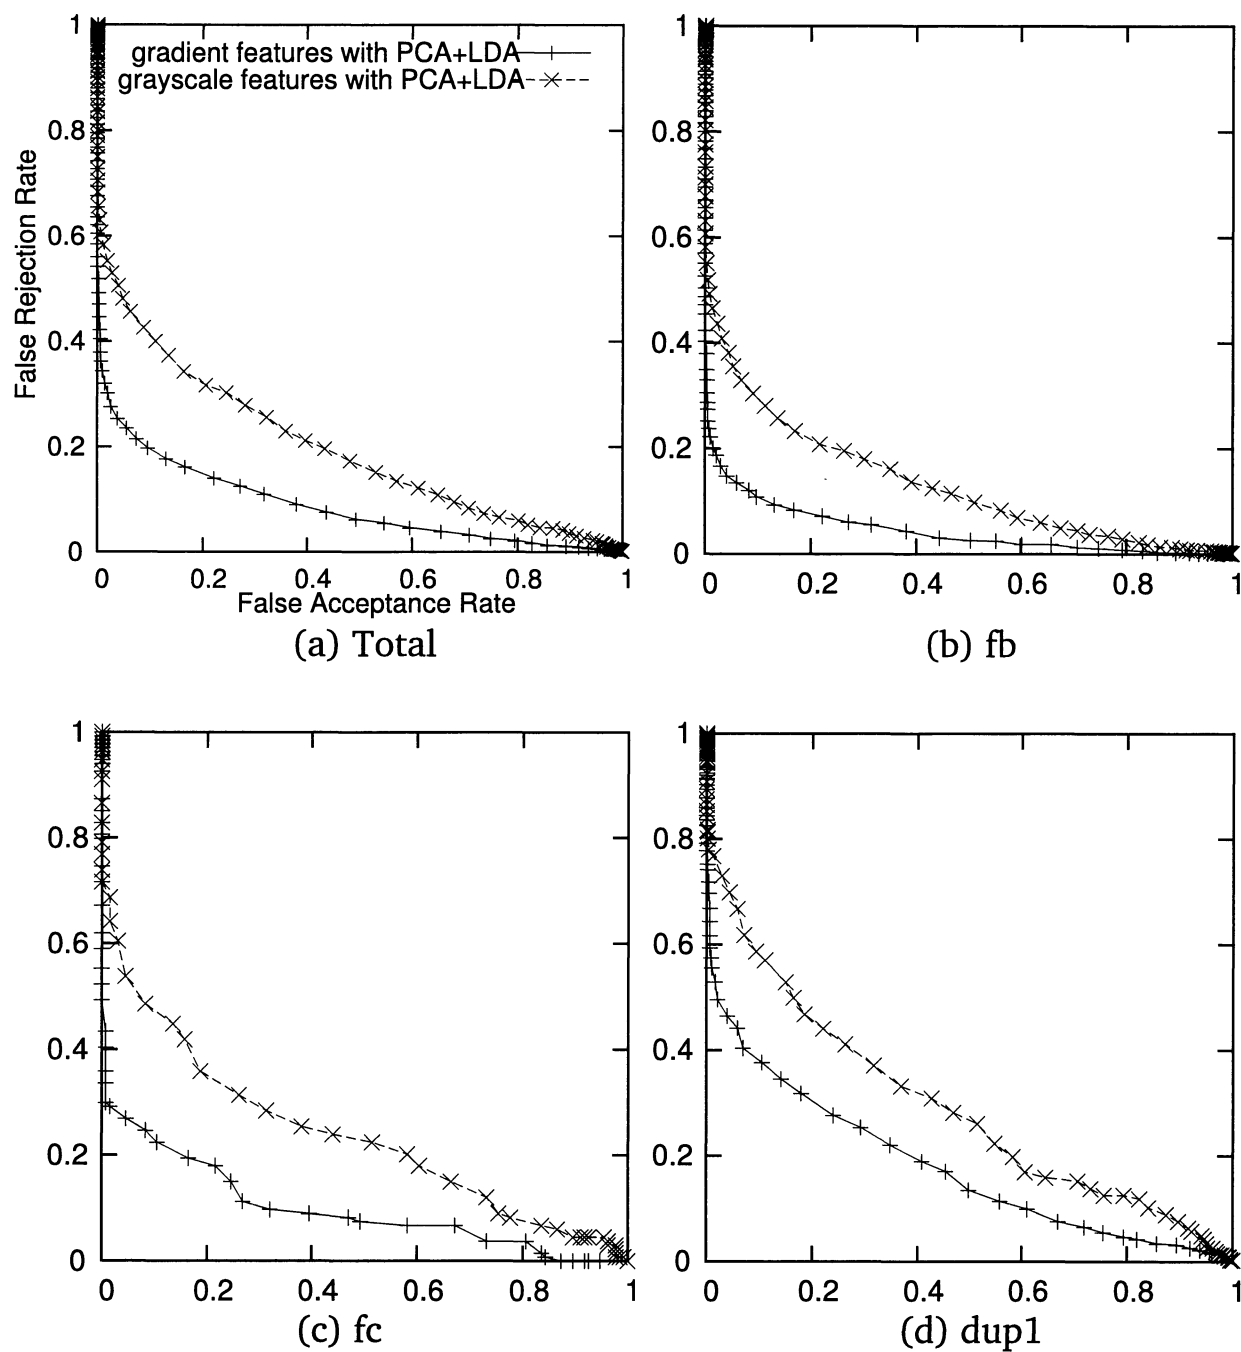 gradient features with PCA+LDA
grayscale features with PCA+LDA
False Rejection Rate
1
0.8
0.6
0.4
0.2
0
0 0.2 0.4 0.6 0.8 1
False Acceptance Rate
(a) Total
1
0.8
0.6
0.4
0.2
0
0 0.2 0.4 0.6 0.8 1
(b) fb
1
0.8
0.6
0.4
0.2
0
0 0.2 0.4 0.6 0.8 1
(c) fc
1
0.8
0.6
0.4
0.2
0
0 0.2 0.4 0.6 0.8 1
(d) dup1